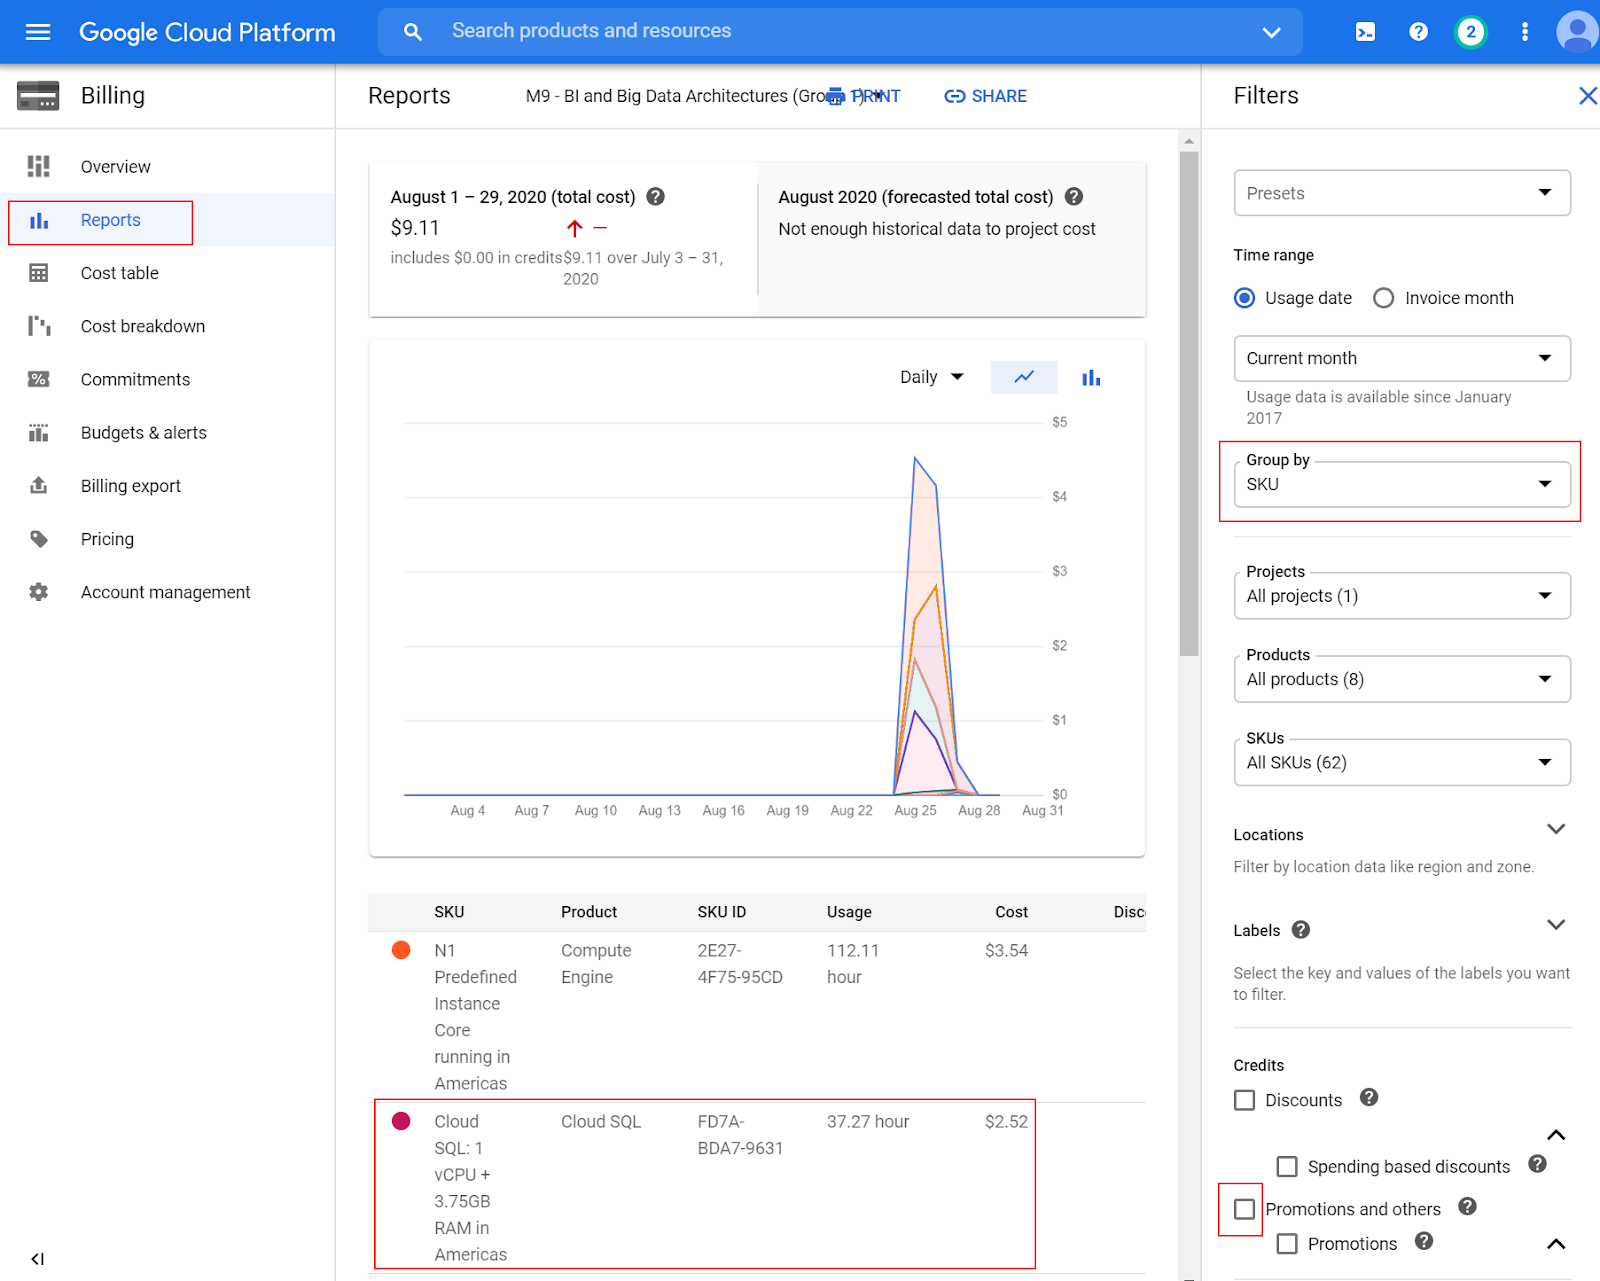 Google Cloud Platform
Search products and resources
2
Billing
Reports
M9 - BI and Big Data Architectures (Group 1)
PRINT
SHARE
Filters
Overview
Reports
Cost table
Cost breakdown
Commitments
Budgets & alerts
Billing export
Pricing
Account management
August 1 – 29, 2020 (total cost)
$9.11
includes $0.00 in credits
$9.11 over July 3 – 31,
2020
August 2020 (forecasted total cost)
Not enough historical data to project cost
Daily
$5
$4
$3
$2
$1
$0
Aug 4 Aug 7 Aug 10 Aug 13 Aug 16 Aug 19 Aug 22 Aug 25 Aug 28 Aug 31
SKU Product SKU ID Usage Cost
N1 Compute 2E27- 112.11 $3.54
Predefined Engine 4F75-95CD hour
Instance
Core
running in
Americas
Cloud Cloud SQL FD7A- 37.27 hour $2.52
SQL: 1 BDA7-9631
vCPU +
3.75GB
RAM in
Americas
Presets
Time range
Usage date Invoice month
Current month
Usage data is available since January
2017
Group by
SKU
Projects
All projects (1)
Products
All products (8)
SKUs
All SKUs (62)
Locations
Filter by location data like region and zone.
Labels
Select the key and values of the labels you want
to filter.
Credits
Discounts
Spending based discounts
Promotions and others
Promotions